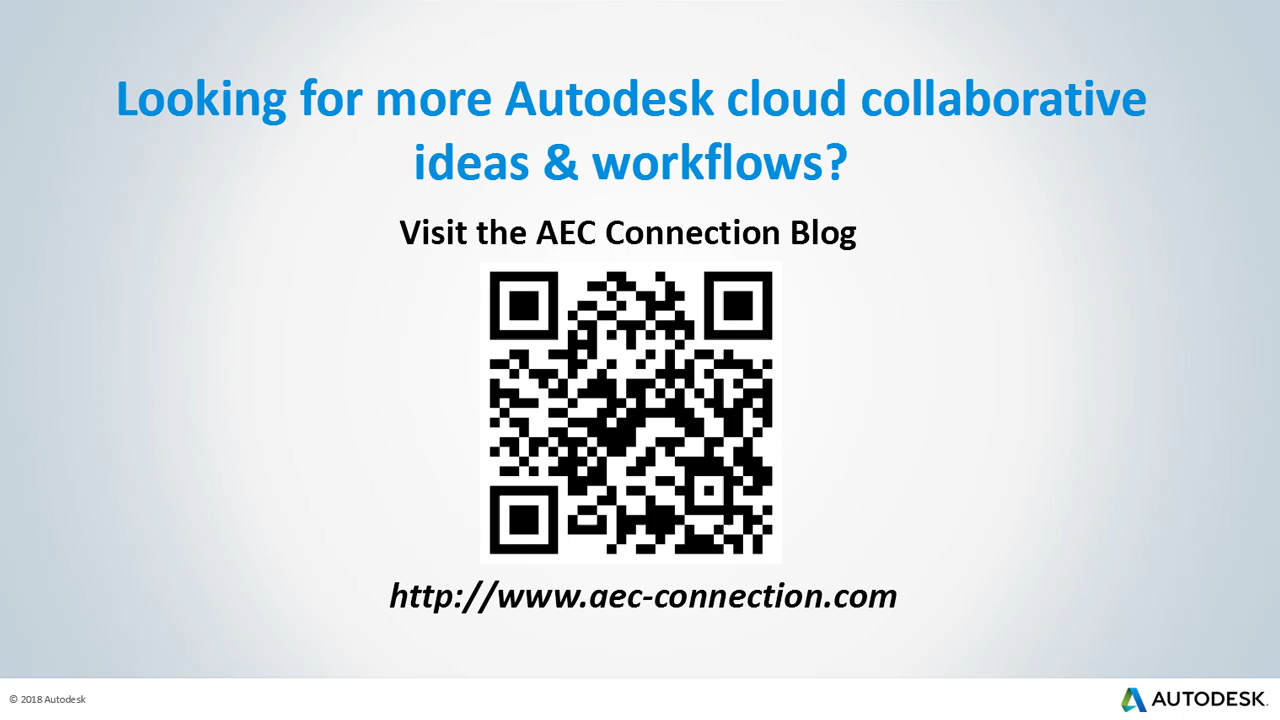 Looking for more Autodesk cloud collaborative
ideas & workflows?
Visit the AEC Connection Blog
http://www.aec-connection.com
© 2018 Autodesk
AUTODESK.